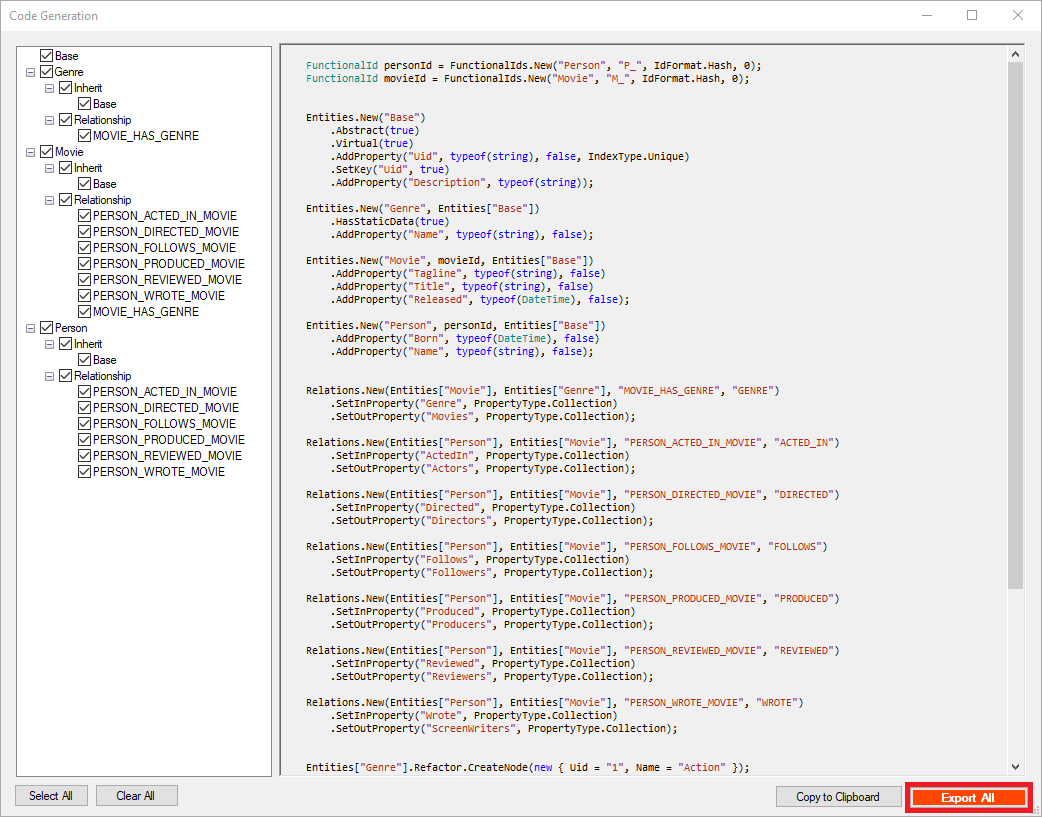 Code Generation
Base
Genre
Inherit
Base
Relationship
MOVIE_HAS_GENRE
Movie
Inherit
Base
Relationship
PERSON_ACTED_IN_MOVIE
PERSON_DIRECTED_MOVIE
PERSON_FOLLOWS_MOVIE
PERSON_PRODUCED_MOVIE
PERSON_REVIEWED_MOVIE
PERSON_WROTE_MOVIE
MOVIE_HAS_GENRE
Person
Inherit
Base
Relationship
PERSON_ACTED_IN_MOVIE
PERSON_DIRECTED_MOVIE
PERSON_FOLLOWS_MOVIE
PERSON_PRODUCED_MOVIE
PERSON_REVIEWED_MOVIE
PERSON_WROTE_MOVIE
FunctionalId personId = FunctionalIds.New("Person", "P_", IdFormat.Hash, 0);
FunctionalId movieId = FunctionalIds.New("Movie", "M_", IdFormat.Hash, 0);
Entities.New("Base")
.Abstract(true)
.Virtual(true)
.AddProperty("Uid", typeof(string), false, IndexType.Unique)
.SetKey("Uid", true)
.AddProperty("Description", typeof(string));
Entities.New("Genre", Entities["Base"])
.HasStaticData(true)
.AddProperty("Name", typeof(string), false);
Entities.New("Movie", movieId, Entities["Base"])
.AddProperty("Tagline", typeof(string), false)
.AddProperty("Title", typeof(string), false)
.AddProperty("Released", typeof(DateTime), false);
Entities.New("Person", personId, Entities["Base"])
.AddProperty("Born", typeof(DateTime), false)
.AddProperty("Name", typeof(string), false);
Relations.New(Entities["Movie"], Entities["Genre"], "MOVIE_HAS_GENRE", "GENRE")
.SetInProperty("Genre", PropertyType.Collection)
.SetOutProperty("Movies", PropertyType.Collection);
Relations.New(Entities["Person"], Entities["Movie"], "PERSON_ACTED_IN_MOVIE", "ACTED_IN")
.SetInProperty("ActedIn", PropertyType.Collection)
.SetOutProperty("Actors", PropertyType.Collection);
Relations.New(Entities["Person"], Entities["Movie"], "PERSON_DIRECTED_MOVIE", "DIRECTED")
.SetInProperty("Directed", PropertyType.Collection)
.SetOutProperty("Directors", PropertyType.Collection);
Relations.New(Entities["Person"], Entities["Movie"], "PERSON_FOLLOWS_MOVIE", "FOLLOWS")
.SetInProperty("Follows", PropertyType.Collection)
.SetOutProperty("Followers", PropertyType.Collection);
Relations.New(Entities["Person"], Entities["Movie"], "PERSON_PRODUCED_MOVIE", "PRODUCED")
.SetInProperty("Produced", PropertyType.Collection)
.SetOutProperty("Producers", PropertyType.Collection);
Relations.New(Entities["Person"], Entities["Movie"], "PERSON_REVIEWED_MOVIE", "REVIEWED")
.SetInProperty("Reviewed", PropertyType.Collection)
.SetOutProperty("Reviewers", PropertyType.Collection);
Relations.New(Entities["Person"], Entities["Movie"], "PERSON_WROTE_MOVIE", "WROTE")
.SetInProperty("Wrote", PropertyType.Collection)
.SetOutProperty("ScreenWriters", PropertyType.Collection);
Entities["Genre"].Refactor.CreateNode(new { Uid = "1", Name = "Action" });
Select All
Clear All
Copy to Clipboard
Export All